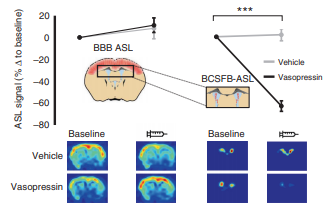 ASL signal (% Δ to baseline)
20
0
−20
−40
−60
−80
BBB ASL
***
BCSFB-ASL
Vehicle
Vasopressin
Baseline
Baseline
Vehicle
Vasopressin